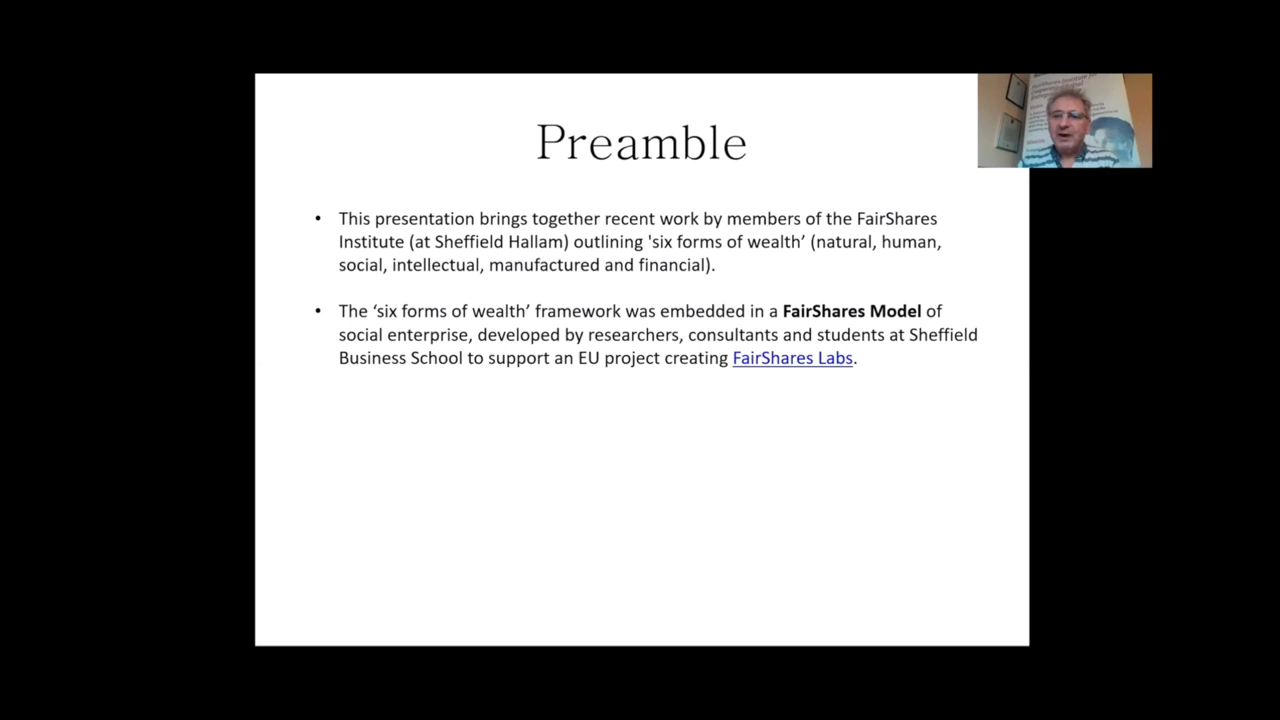 Preamble
• This presentation brings together recent work by members of the FairShares
Institute (at Sheffield Hallam) outlining 'six forms of wealth’ (natural, human,
social, intellectual, manufactured and financial).
• The ‘six forms of wealth’ framework was embedded in a FairShares Model of
social enterprise, developed by researchers, consultants and students at Sheffield
Business School to support an EU project creating FairShares Labs.